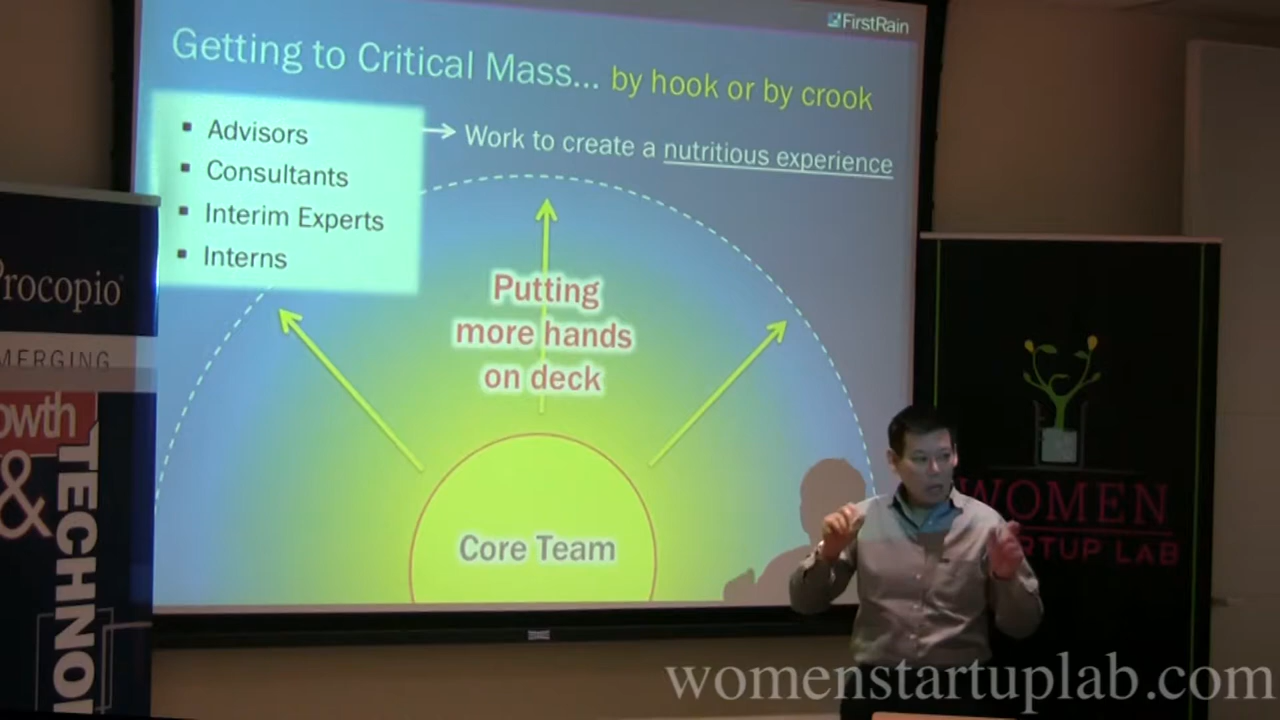 FirstRain
Getting to Critical Mass... by hook or by crook
▪ Advisors
▪ Consultants
▪ Interim Experts
▪ Interns
Work to create a nutritious experience
Putting
more hands
on deck
Core Team
Procopio
MERGING
owth
&
TECHNO
WOMEN
RTUP LAB
womenstartuplab.com